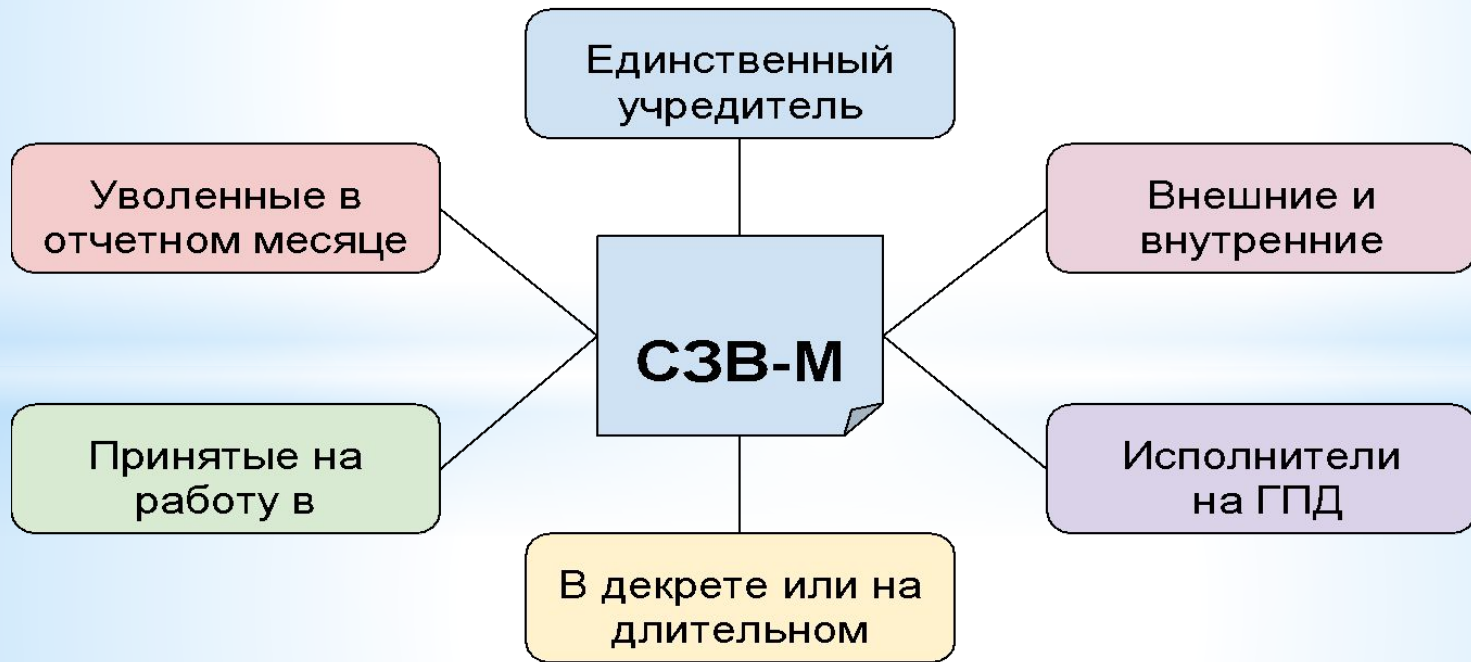 Единственный
учредитель
Уволенные в
отчетном месяце
Внешние и
внутренние
СЗВ-М
Принятые на
работу в
Исполнители
на ГПД
В декрете или на
длительном